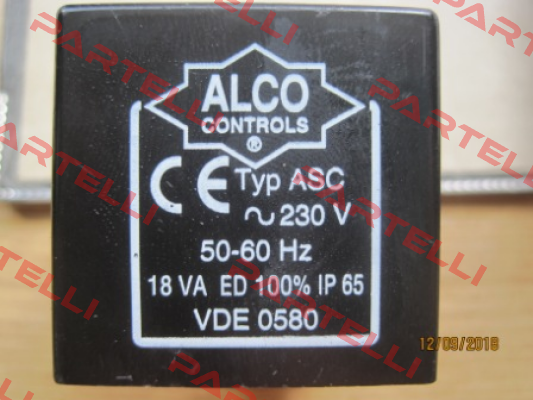 ALCO
CONTROLS
®
CE Typ ASC
~ 230 V
50-60 Hz
18 VA ED 100% IP 65
VDE 0580
12/09/2018
PARTELLI
PARTELLI
PARTELLI
PARTELLI
PARTELLI
PARTELLI